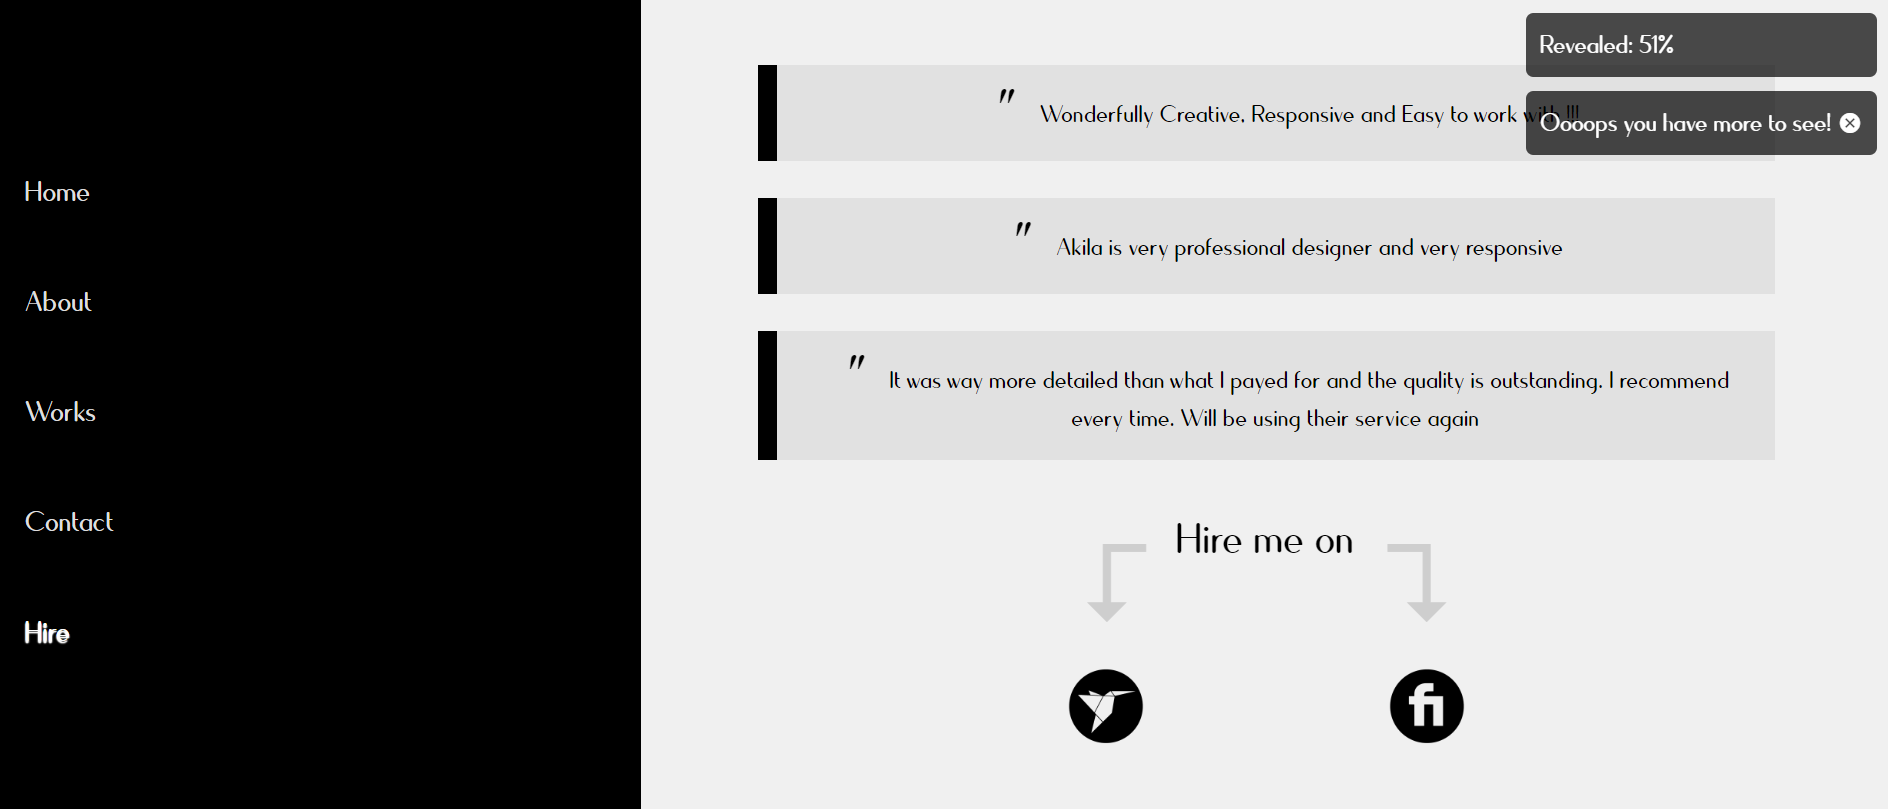 Home
About
Works
Contact
Hire
Revealed: 51%
Oooops you have more to see!
" Wonderfully Creative, Responsive and Easy to work with !!!
" Akila is very professional designer and very responsive
" It was way more detailed than what I payed for and the quality is outstanding. I recommend
every time. Will be using their service again
Hire me on
fi